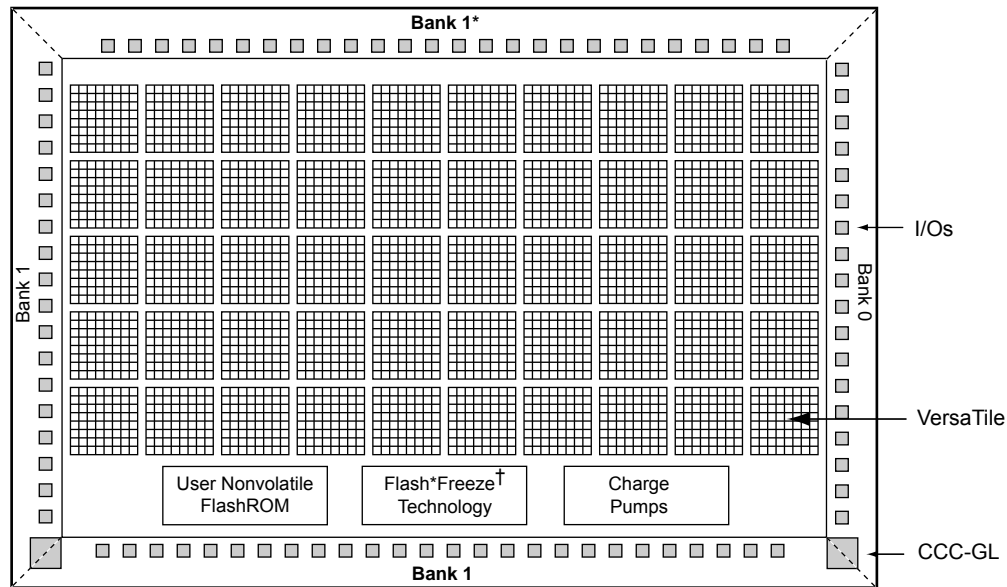 Bank 1*
I/Os
Bank 1
Bank 0
VersaTile
User Nonvolatile
FlashROM
Flash*Freeze†
Technology
Charge
Pumps
CCC-GL
Bank 1